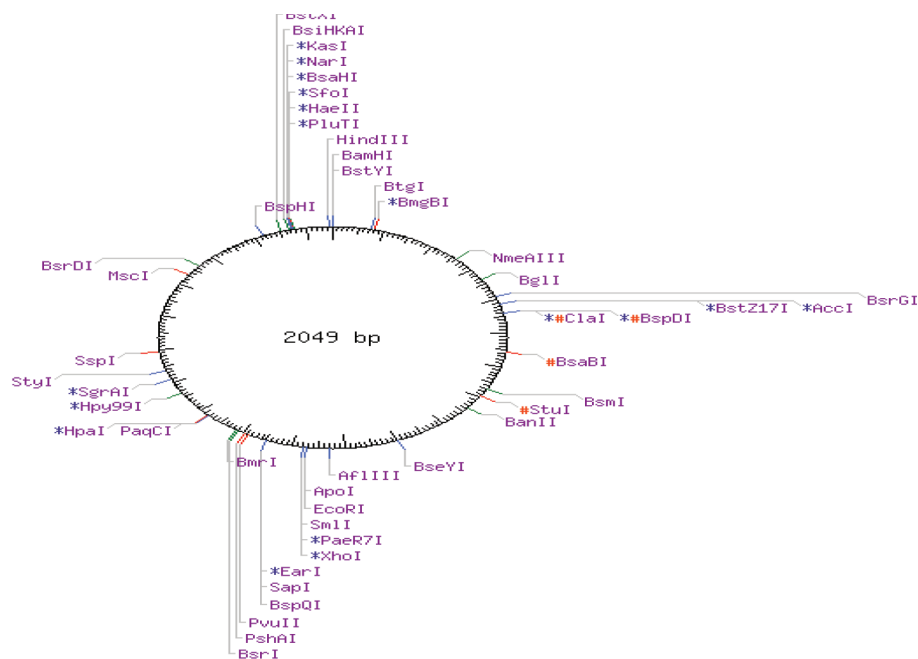 BstXI
BsiHKAI
*KasI
*NarI
*BsaHI
*SfoI
*HaeII
*PluTI
HindIII
BamHI
BstYI
BtgI
*BmgBI
BspHI
NmeAIII
BsrDI
MscI
BglI
BsrGI
*BstZ17I *AccI
*#ClaI *#BspDI
2049 bp
SspI
#BsaBI
StyI
*SgrAI
*Hpy99I
BsmI
#StuI
BanII
*HpaI PaqCI
BmrI
BseYI
AflIII
ApoI
EcoRI
SmlI
*PaeR7I
*XhoI
*EarI
SapI
BspQI
PvuII
PshAI
BsrI